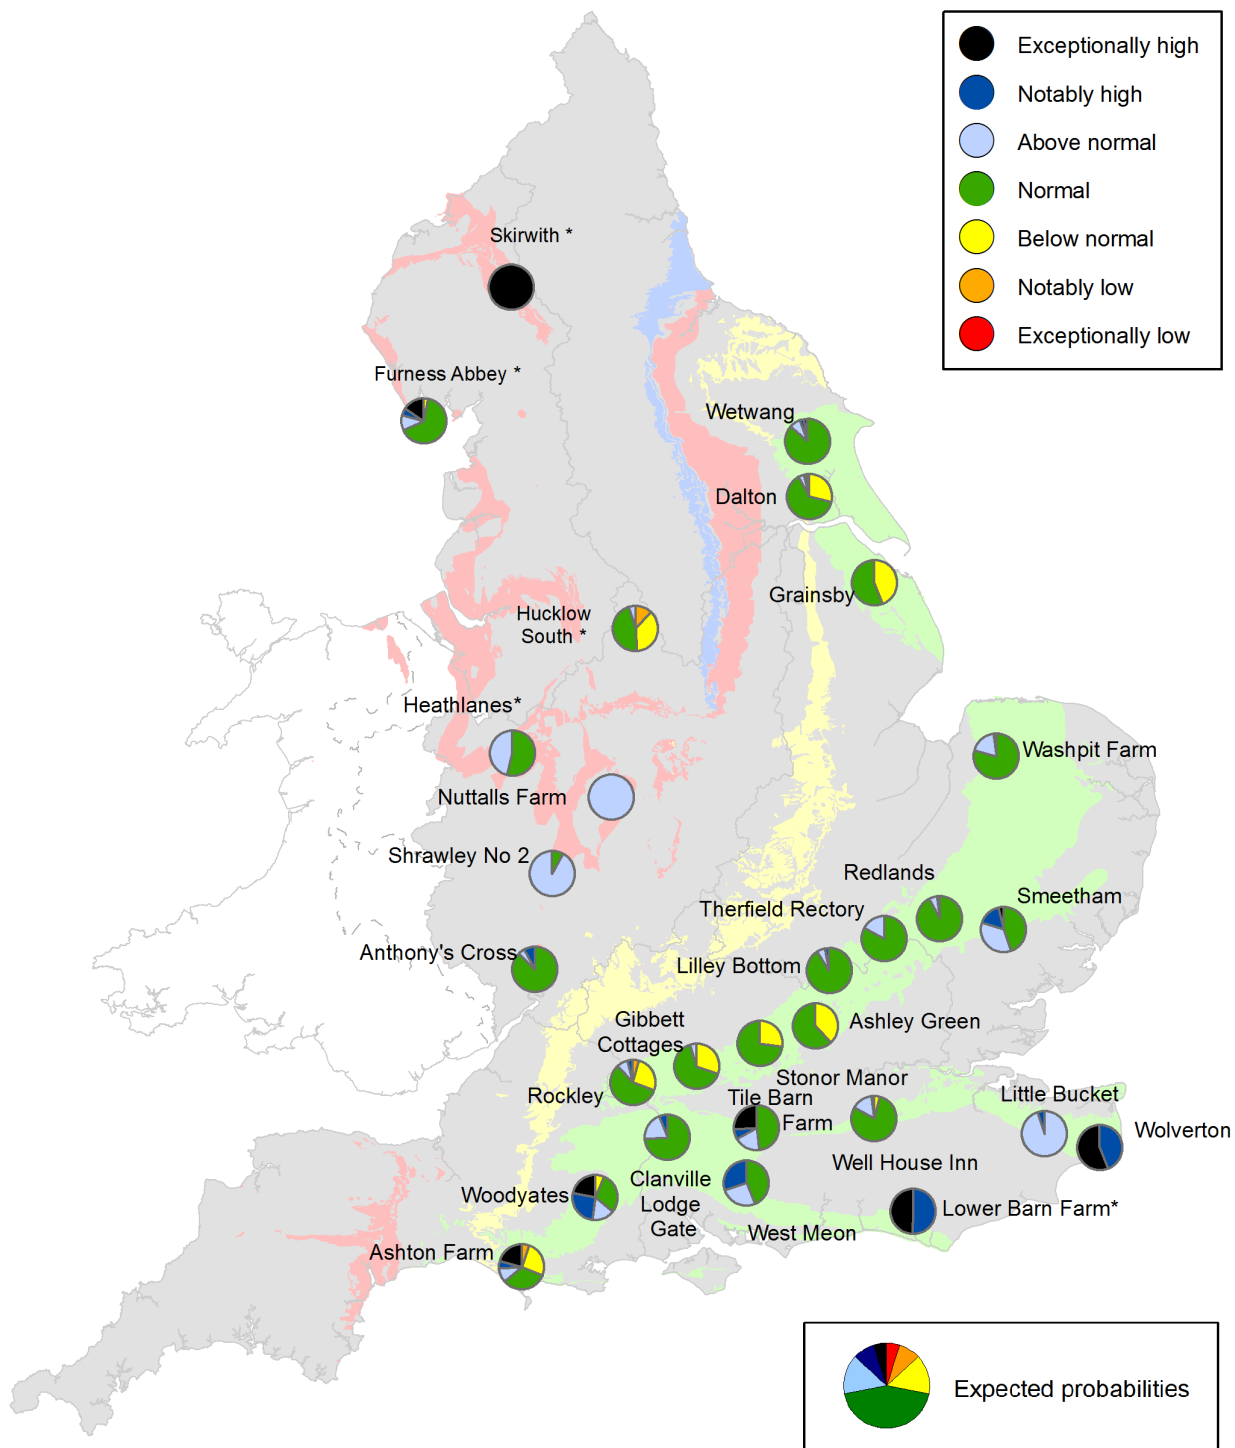 Exceptionally high
Notably high
Above normal
Normal
Below normal
Notably low
Exceptionally low
Skirwith *
Furness Abbey *
Wetwang
Dalton
Grainsby
Hucklow
South *
Heathlanes*
Washpit Farm
Nuttalls Farm
Shrawley No 2
Redlands
Smeetham
Therfield Rectory
Anthony's Cross
Lilley Bottom
Gibbett
Cottages
Ashley Green
Stonor Manor
Rockley
Tile Barn
Farm
Little Bucket
Wolverton
Well House Inn
Clanville
Lodge
Gate
Woodyates
Lower Barn Farm*
West Meon
Ashton Farm
Expected probabilities